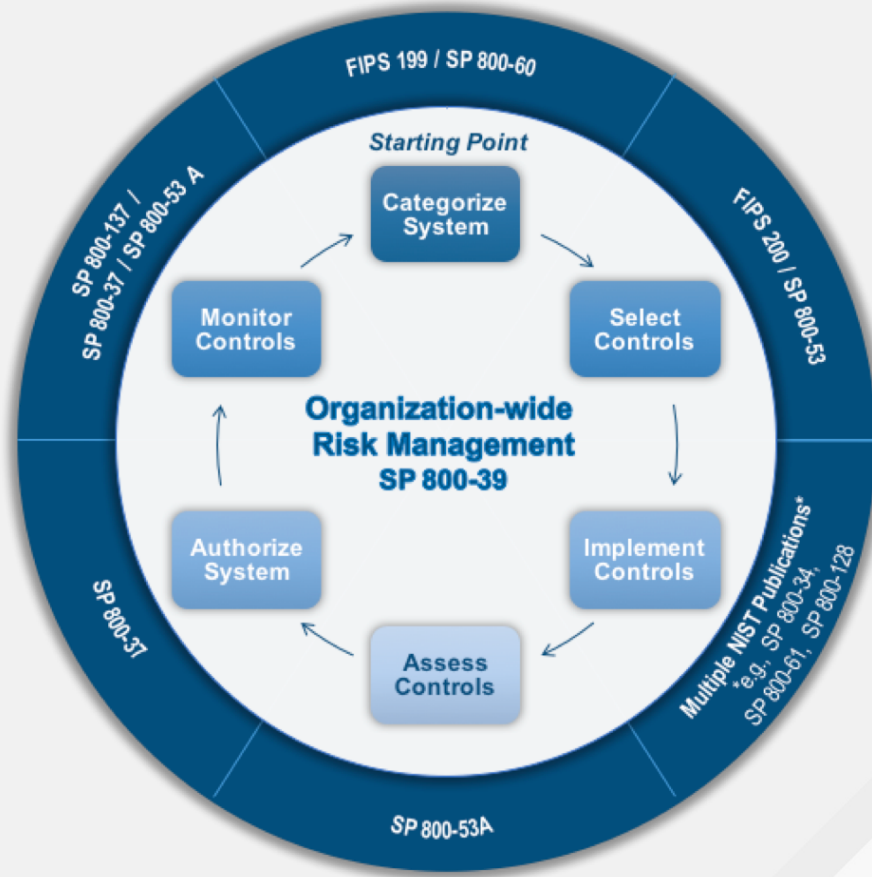 FIPS 199 / SP 800-60
Starting Point
Categorize
System
FIPS 200 / SP 800-53
Select
Controls
Multiple NIST Publications*
*e.g., SP 800-34,
SP 800-61, SP 800-128
Implement
Controls
SP 800-53A
Assess
Controls
SP 800-37
Authorize
System
SP 800-137 /
SP 800-37 / SP 800-53 A
Monitor
Controls
Organization-wide
Risk Management
SP 800-39